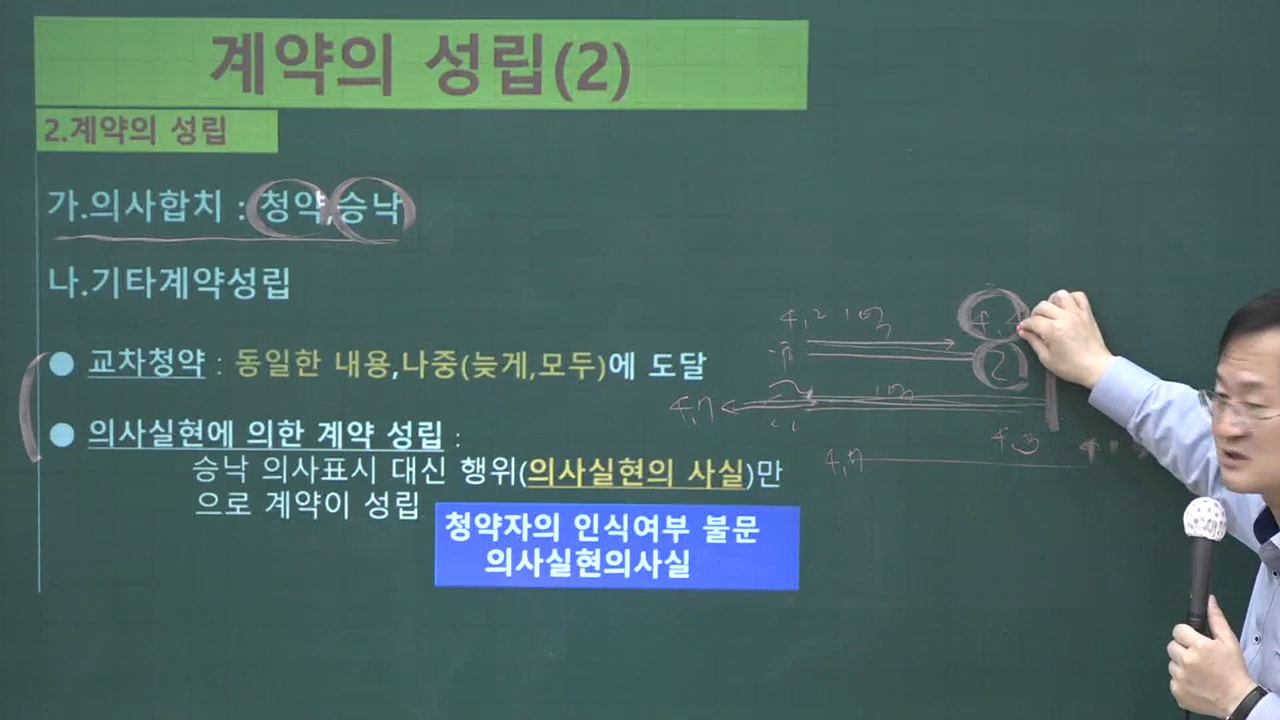 계약의 성립(2)
2.계약의 성립
가.의사합치 : 청약,승낙
나.기타계약성립
● 교차청약 : 동일한 내용,나중(늦게,모두)에 도달
● 의사실현에 의한 계약 성립 :
승낙 의사표시 대신 행위(의사실현의 사실)만
으로 계약이 성립
청약자의 인식여부 불문
의사실현의사실
4,2
2
4,3